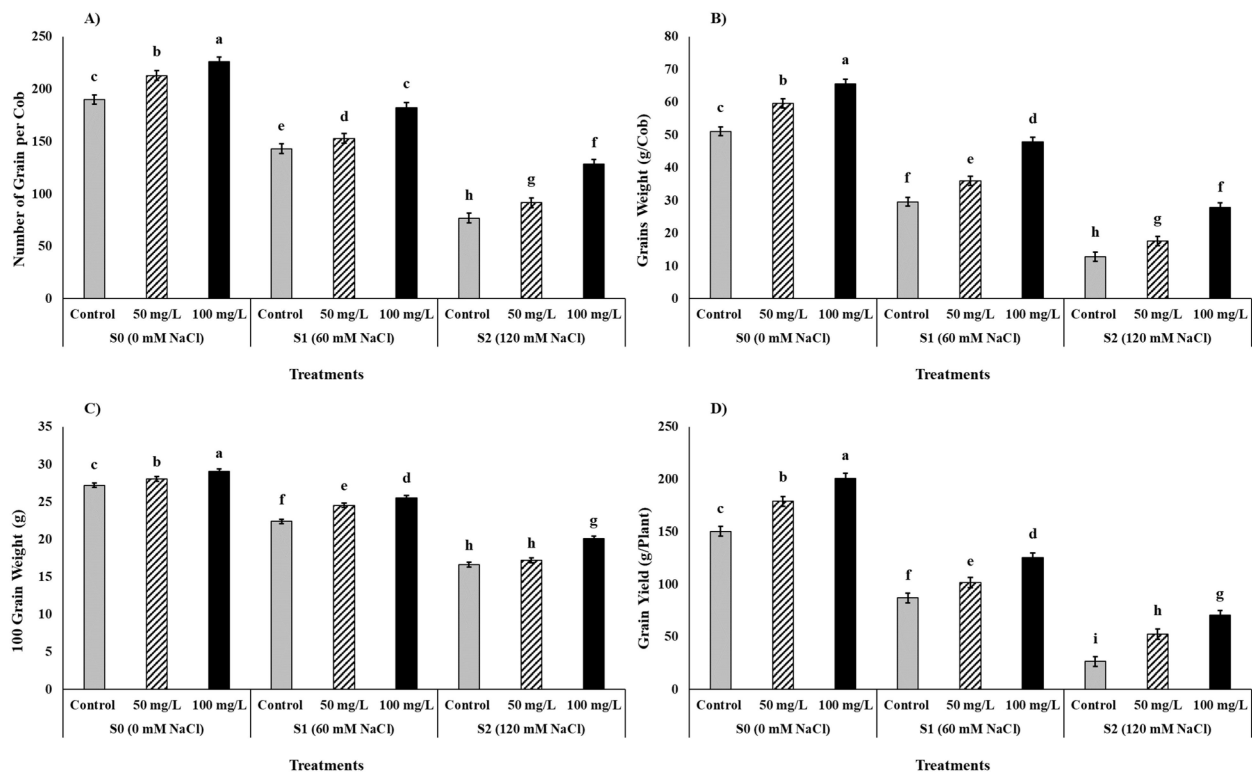 A)
Number of Grain per Cob
250
200
150
100
50
0
c
b
a
e
d
c
h
g
f
Control 50 mg/L 100 mg/L Control 50 mg/L 100 mg/L Control 50 mg/L 100 mg/L
S0 (0 mM NaCl) S1 (60 mM NaCl) S2 (120 mM NaCl)
Treatments
B)
Grains Weight (g/Cob)
80
70
60
50
40
30
20
10
0
c
b
a
f
e
d
h
g
f
Control 50 mg/L 100 mg/L Control 50 mg/L 100 mg/L Control 50 mg/L 100 mg/L
S0 (0 mM NaCl) S1 (60 mM NaCl) S2 (120 mM NaCl)
Treatments
C)
100 Grain Weight (g)
35
30
25
20
15
10
5
0
c
b
a
f
e
d
h
h
g
Control 50 mg/L 100 mg/L Control 50 mg/L 100 mg/L Control 50 mg/L 100 mg/L
S0 (0 mM NaCl) S1 (60 mM NaCl) S2 (120 mM NaCl)
Treatments
D)
Grain Yield (g/Plant)
250
200
150
100
50
0
c
b
a
f
e
d
i
h
g
Control 50 mg/L 100 mg/L Control 50 mg/L 100 mg/L Control 50 mg/L 100 mg/L
S0 (0 mM NaCl) S1 (60 mM NaCl) S2 (120 mM NaCl)
Treatments